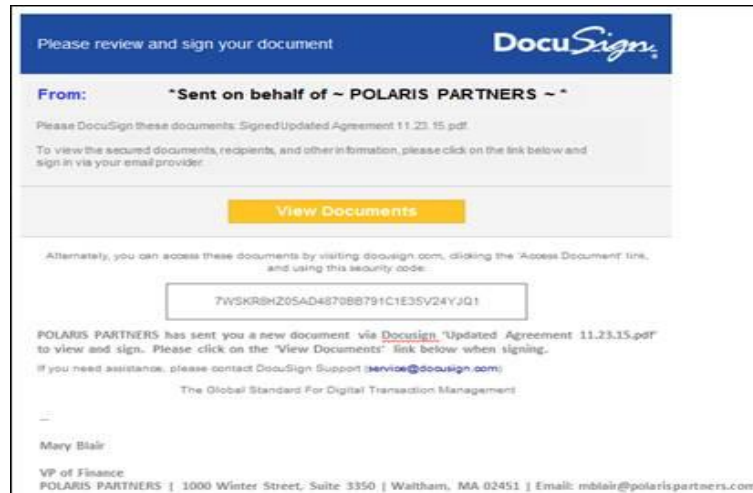 Please review and sign your document
DocuSign.
From: "Sent on behalf of ~ POLARIS PARTNERS ~ "
Please DocuSign these documents: SignedUpdated Agreement 11.23.15.pdf.
To view the secured documents, recipients, and other information, please click on the link below and
sign in via your email provider.
View Documents
Alternately, you can access these documents by visiting docusign.com, clicking the 'Access Document' link,
and using this security code:
7WSKR8HZ05AD4870BB791C1E35V24YJQ1
POLARIS PARTNERS has sent you a new document via Docusign 'Updated Agreement 11.23.15.pdf'
to view and sign. Please click on the 'View Documents' link below when signing.
If you need assistance, please contact DocuSign Support (service@docusign.com)
The Global Standard For Digital Transaction Management
--
Mary Blair
VP of Finance
POLARIS PARTNERS | 1000 Winter Street, Suite 3350 | Waltham, MA 02451 | Email: mblair@polarispartners.com